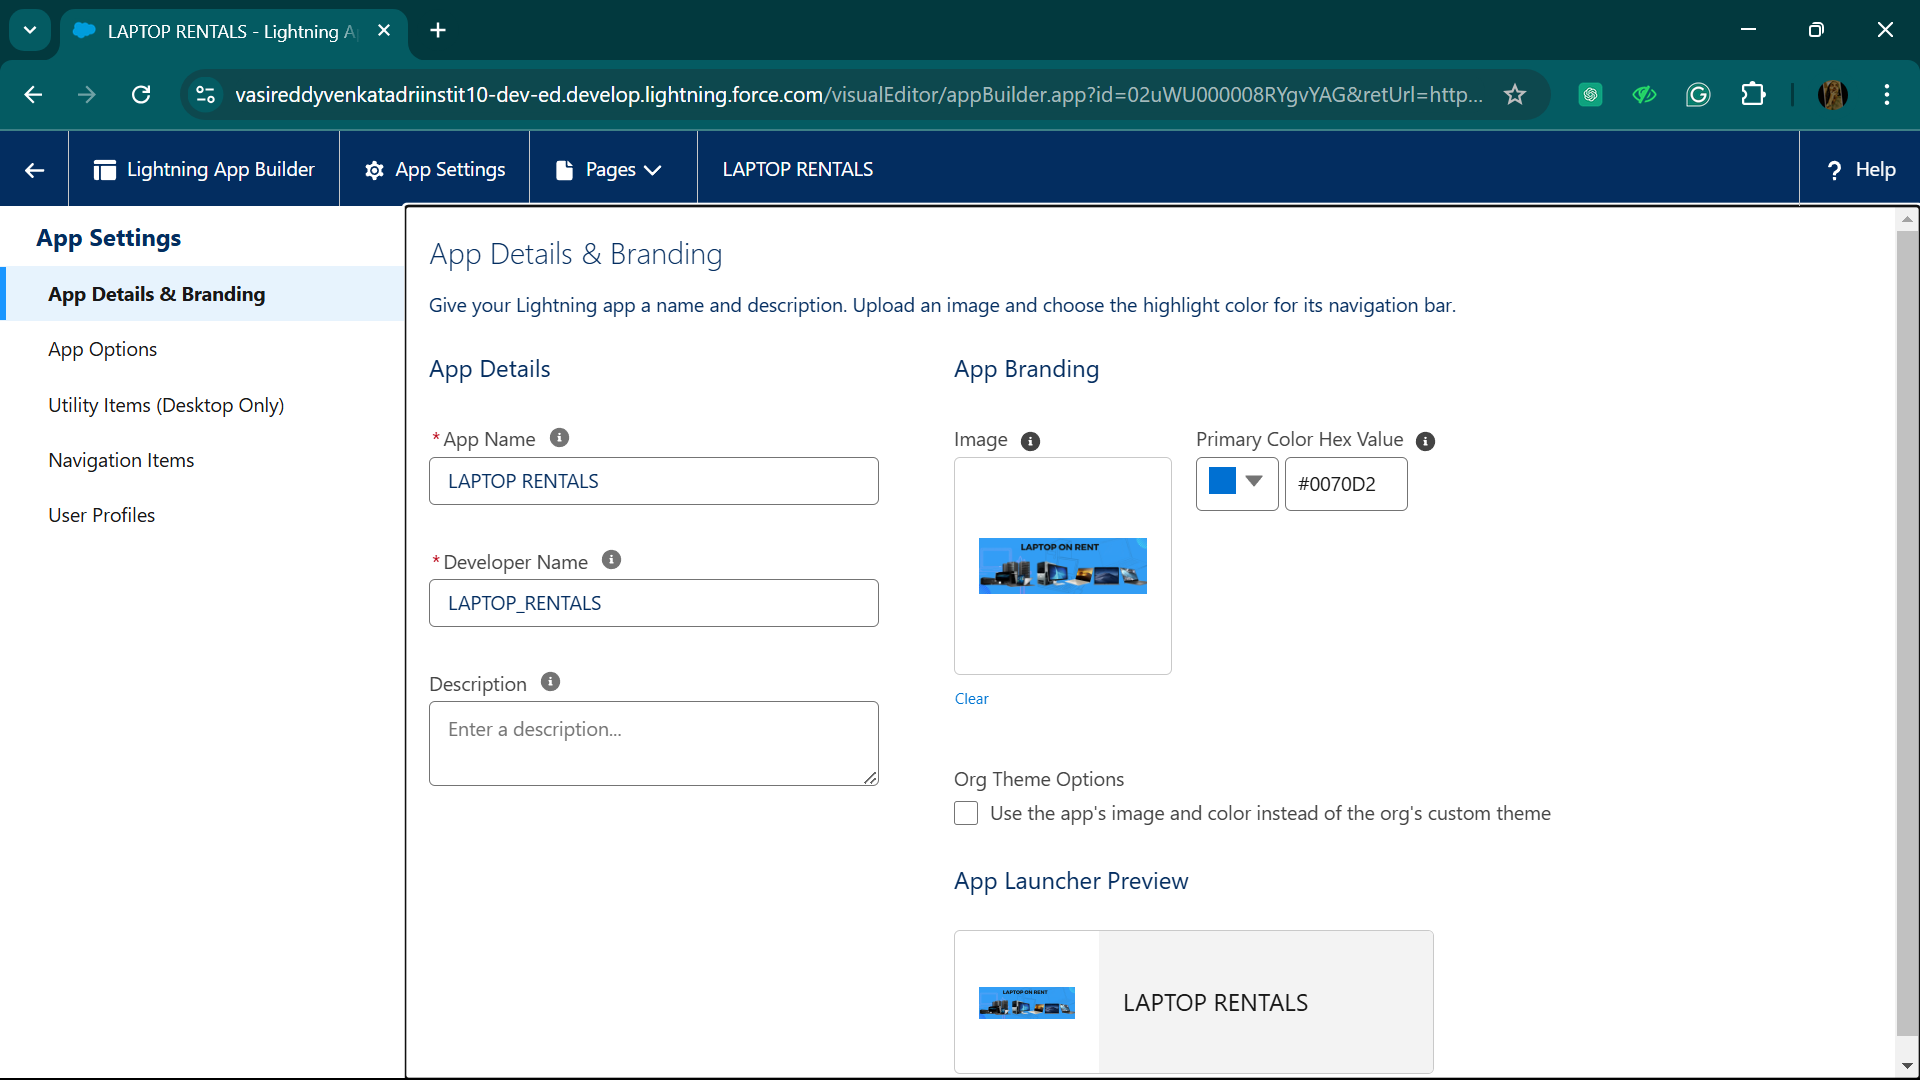 LAPTOP RENTALS - Lightning A
vasireddyvenkatadriinstit10-dev-ed.develop.lightning.force.com/visualEditor/appBuilder.app?id=02uWU000008RYgvYAG&retUrl=http...
Lightning App Builder
App Settings
Pages
LAPTOP RENTALS
? Help
App Settings
App Details & Branding
App Options
Utility Items (Desktop Only)
Navigation Items
User Profiles
App Details & Branding
Give your Lightning app a name and description. Upload an image and choose the highlight color for its navigation bar.
App Details
*App Name
LAPTOP RENTALS
*Developer Name
LAPTOP_RENTALS
Description
Enter a description...
App Branding
Image
LAPTOP ON RENT
Clear
Primary Color Hex Value
#0070D2
Org Theme Options
Use the app's image and color instead of the org's custom theme
App Launcher Preview
LAPTOP ON RENT
LAPTOP RENTALS